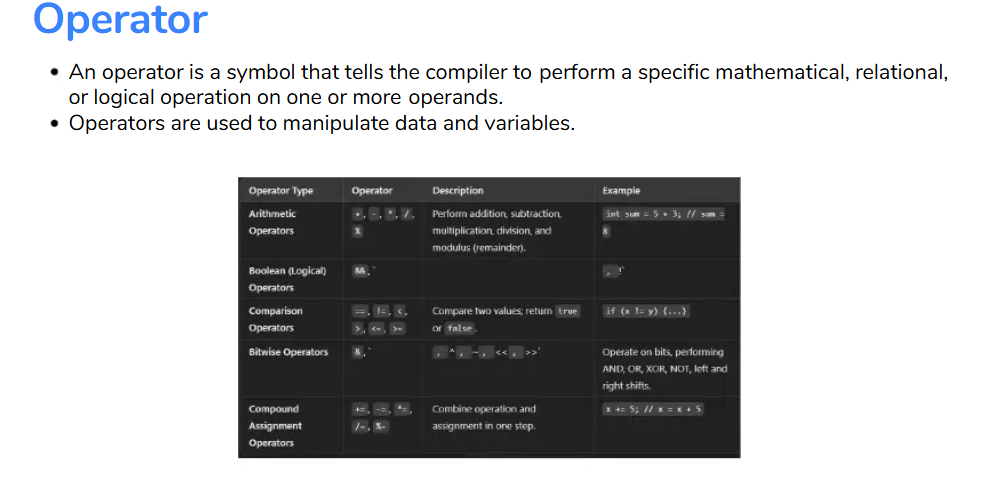 Operator
• An operator is a symbol that tells the compiler to perform a specific mathematical, relational,
or logical operation on one or more operands.
• Operators are used to manipulate data and variables.
Operator Type Operator Description Example
Arithmetic Operators +, -, *, /, % Perform addition, subtraction, multiplication, division, and modulus (remainder). int sum = 5 + 3; // sum = 8
Boolean (Logical) Operators &&,` , !`
Comparison Operators ==, !=, <, >, <=, >= Compare two values; return true or false.
if (x != y) {...}
Bitwise Operators &,` , ^, ~, <<, >>` Operate on bits, performing AND, OR, XOR, NOT, left and right shifts.
Compound Assignment Operators +=, -=, *=, /=, %= Combine operation and assignment in one step. x += 5; // x = x + 5